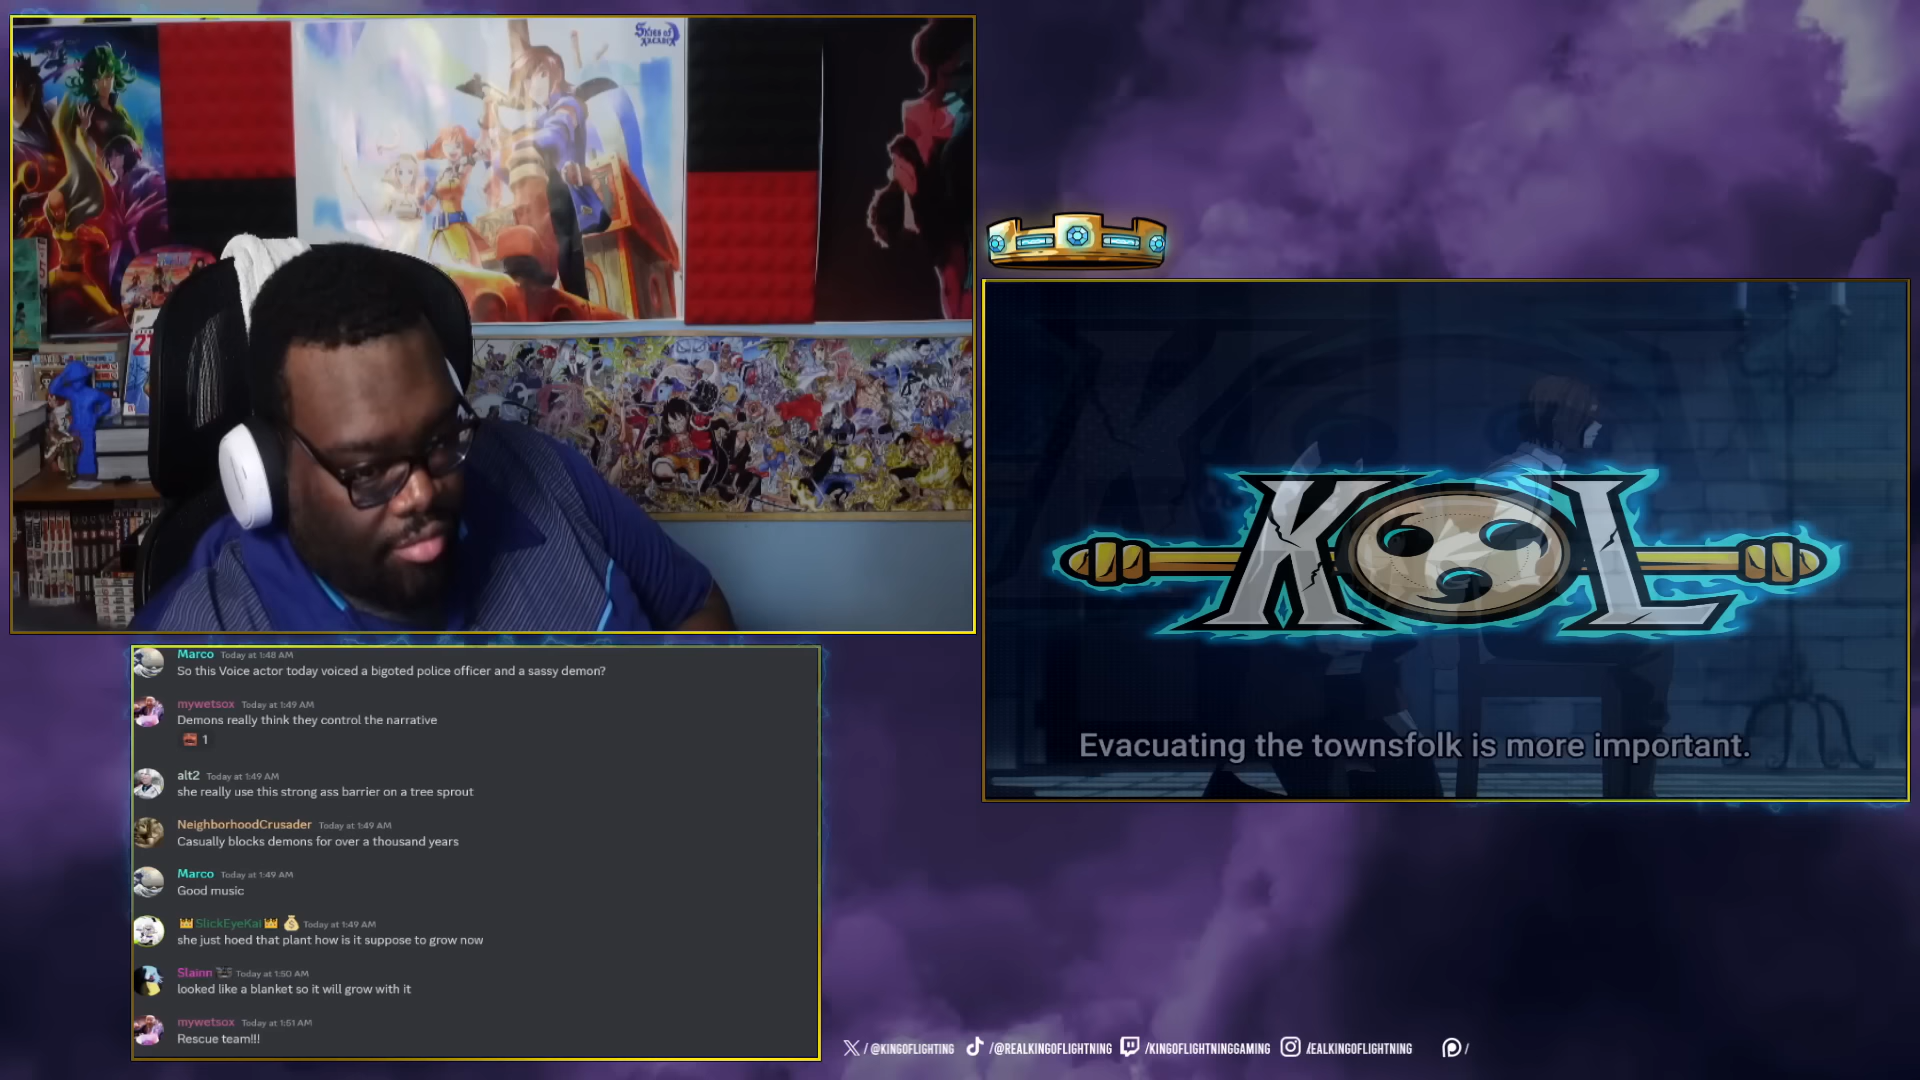 Skies of
ARCADIA
Marco Today at 1:48 AM
So this Voice actor today voiced a bigoted police officer and a sassy demon?
mywetsox Today at 1:49 AM
Demons really think they control the narrative
1
alt2 Today at 1:49 AM
she really use this strong ass barrier on a tree sprout
NeighborhoodCrusader Today at 1:49 AM
Casually blocks demons for over a thousand years
Marco Today at 1:49 AM
Good music
SlickEyeKai Today at 1:49 AM
she just hoed that plant how is it suppose to grow now
Slainn Today at 1:50 AM
looked like a blanket so it will grow with it
mywetsox Today at 1:51 AM
Rescue team!!!
KOL
Evacuating the townsfolk is more important.
/ @KINGOFLIGHTING /@REALKINGOFLIGHTNING /KINGOFLIGHTNINGGAMING /EALKINGOFLIGHTNING /